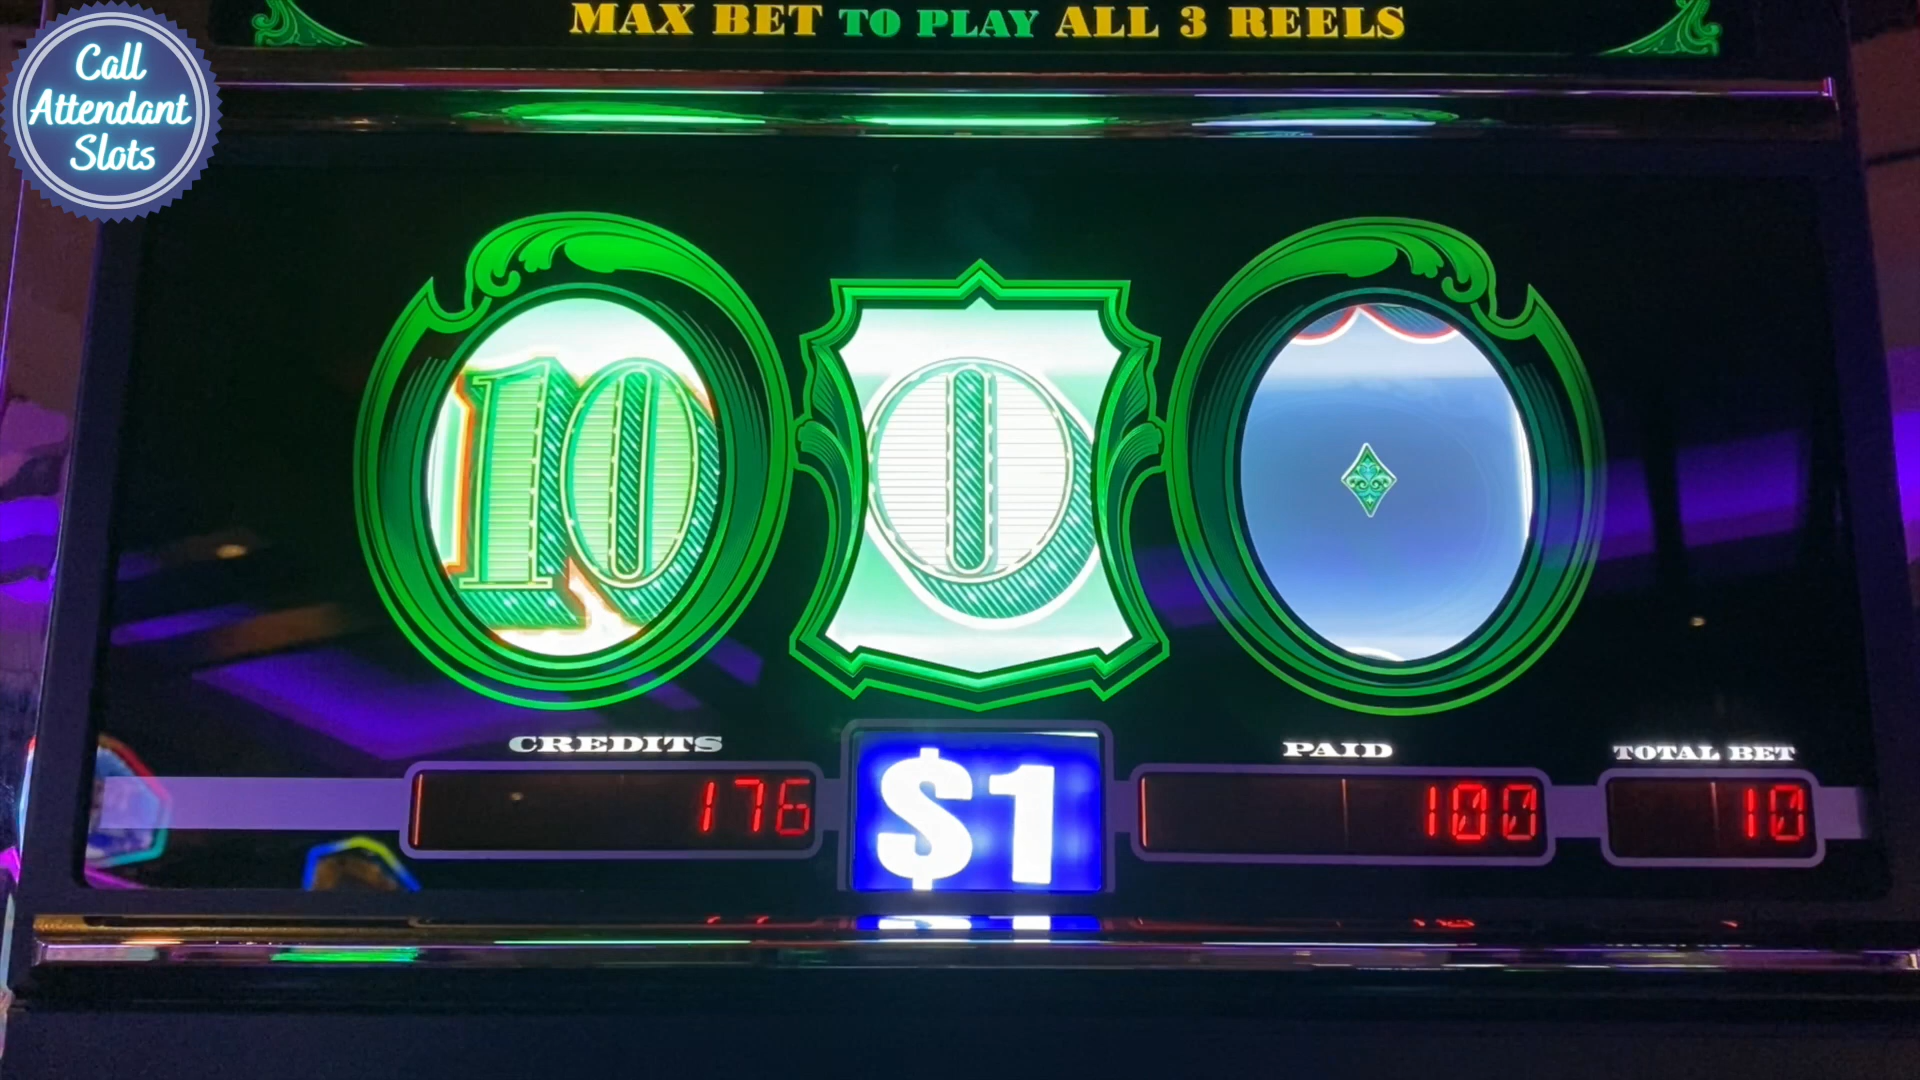 MAX BET TO PLAY ALL 3 REELS
Call
Attendant
Slots
10 0
CREDITS
PAID
TOTAL BET
176
$1
100
10